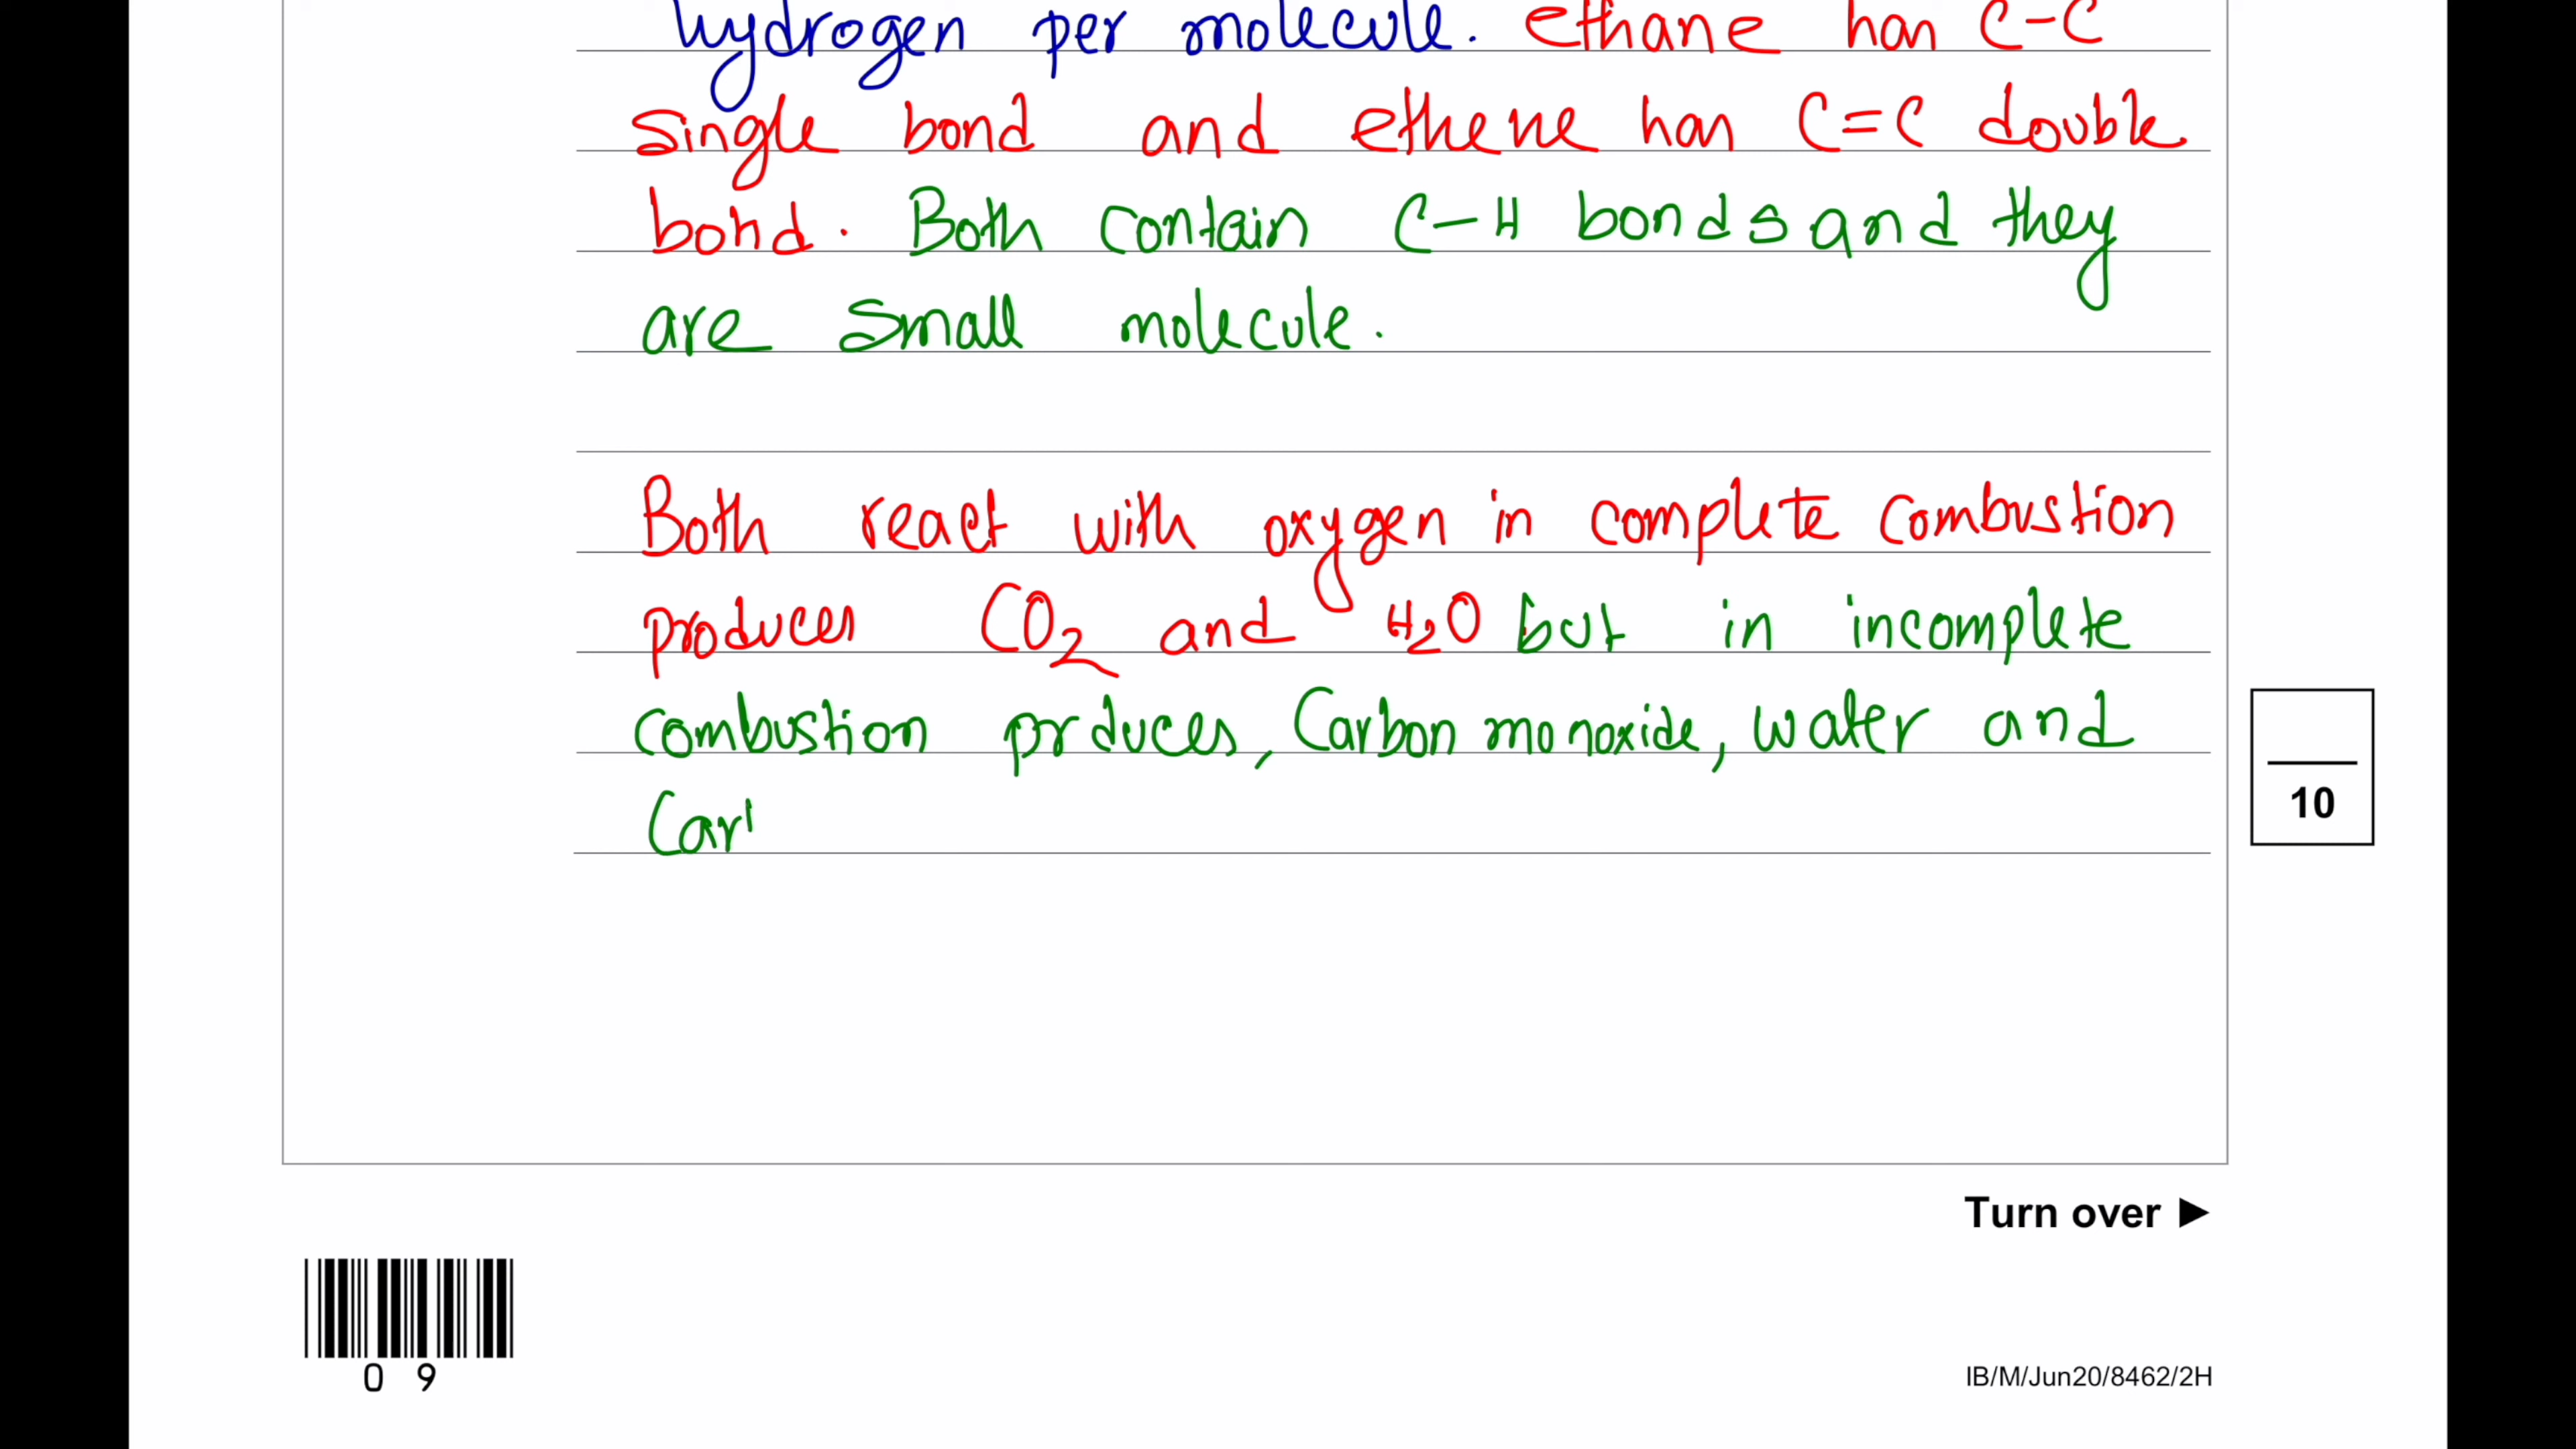 hydrogen per molecule. ethane has C-C
single bond and ethene has C=C double
bond. Both contain C-H bonds and they
are small molecule.
Both react with oxygen in complete combustion
produces CO2 and H2O but in incomplete
combustion prduces, Carbon monoxide, water and
Car
10
Turn over ►
0 9
IB/M/Jun20/8462/2H